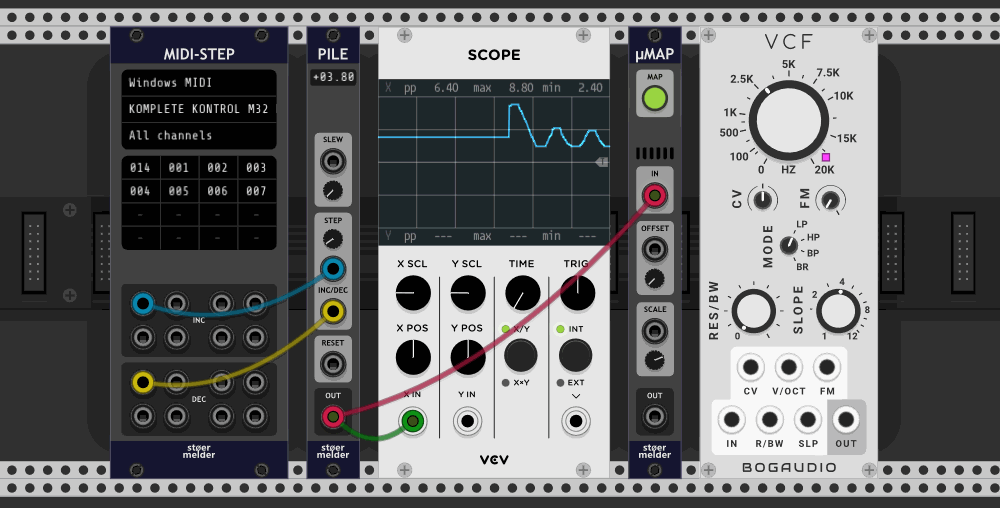 MIDI-STEP
Windows MIDI
KOMPLETE KONTROL M32
All channels
014 001 002 003
004 005 006 007
- - - -
- - - -
INC
DEC
støer
melder
PILE
+03.80
SLEW
STEP
INC/DEC
RESET
OUT
støer
melder
SCOPE
X pp 6.40 max 8.80 min 2.40
T
Y pp --- max --- min ---
X SCL Y SCL TIME TRIG
X POS Y POS X/Y INT
X×Y EXT
X IN Y IN
VCV
µMAP
MAP
IN
OFFSET
SCALE
OUT
støer
melder
VCF
5K
2.5K 7.5K
1K 10K
500 15K
100
0 HZ 20K
CV FM
MODE LP
HP
BP
BR
RES/BW 0
SLOPE 1 2 4 8 12
CV V/OCT FM
IN R/BW SLP OUT
BOGAUDIO